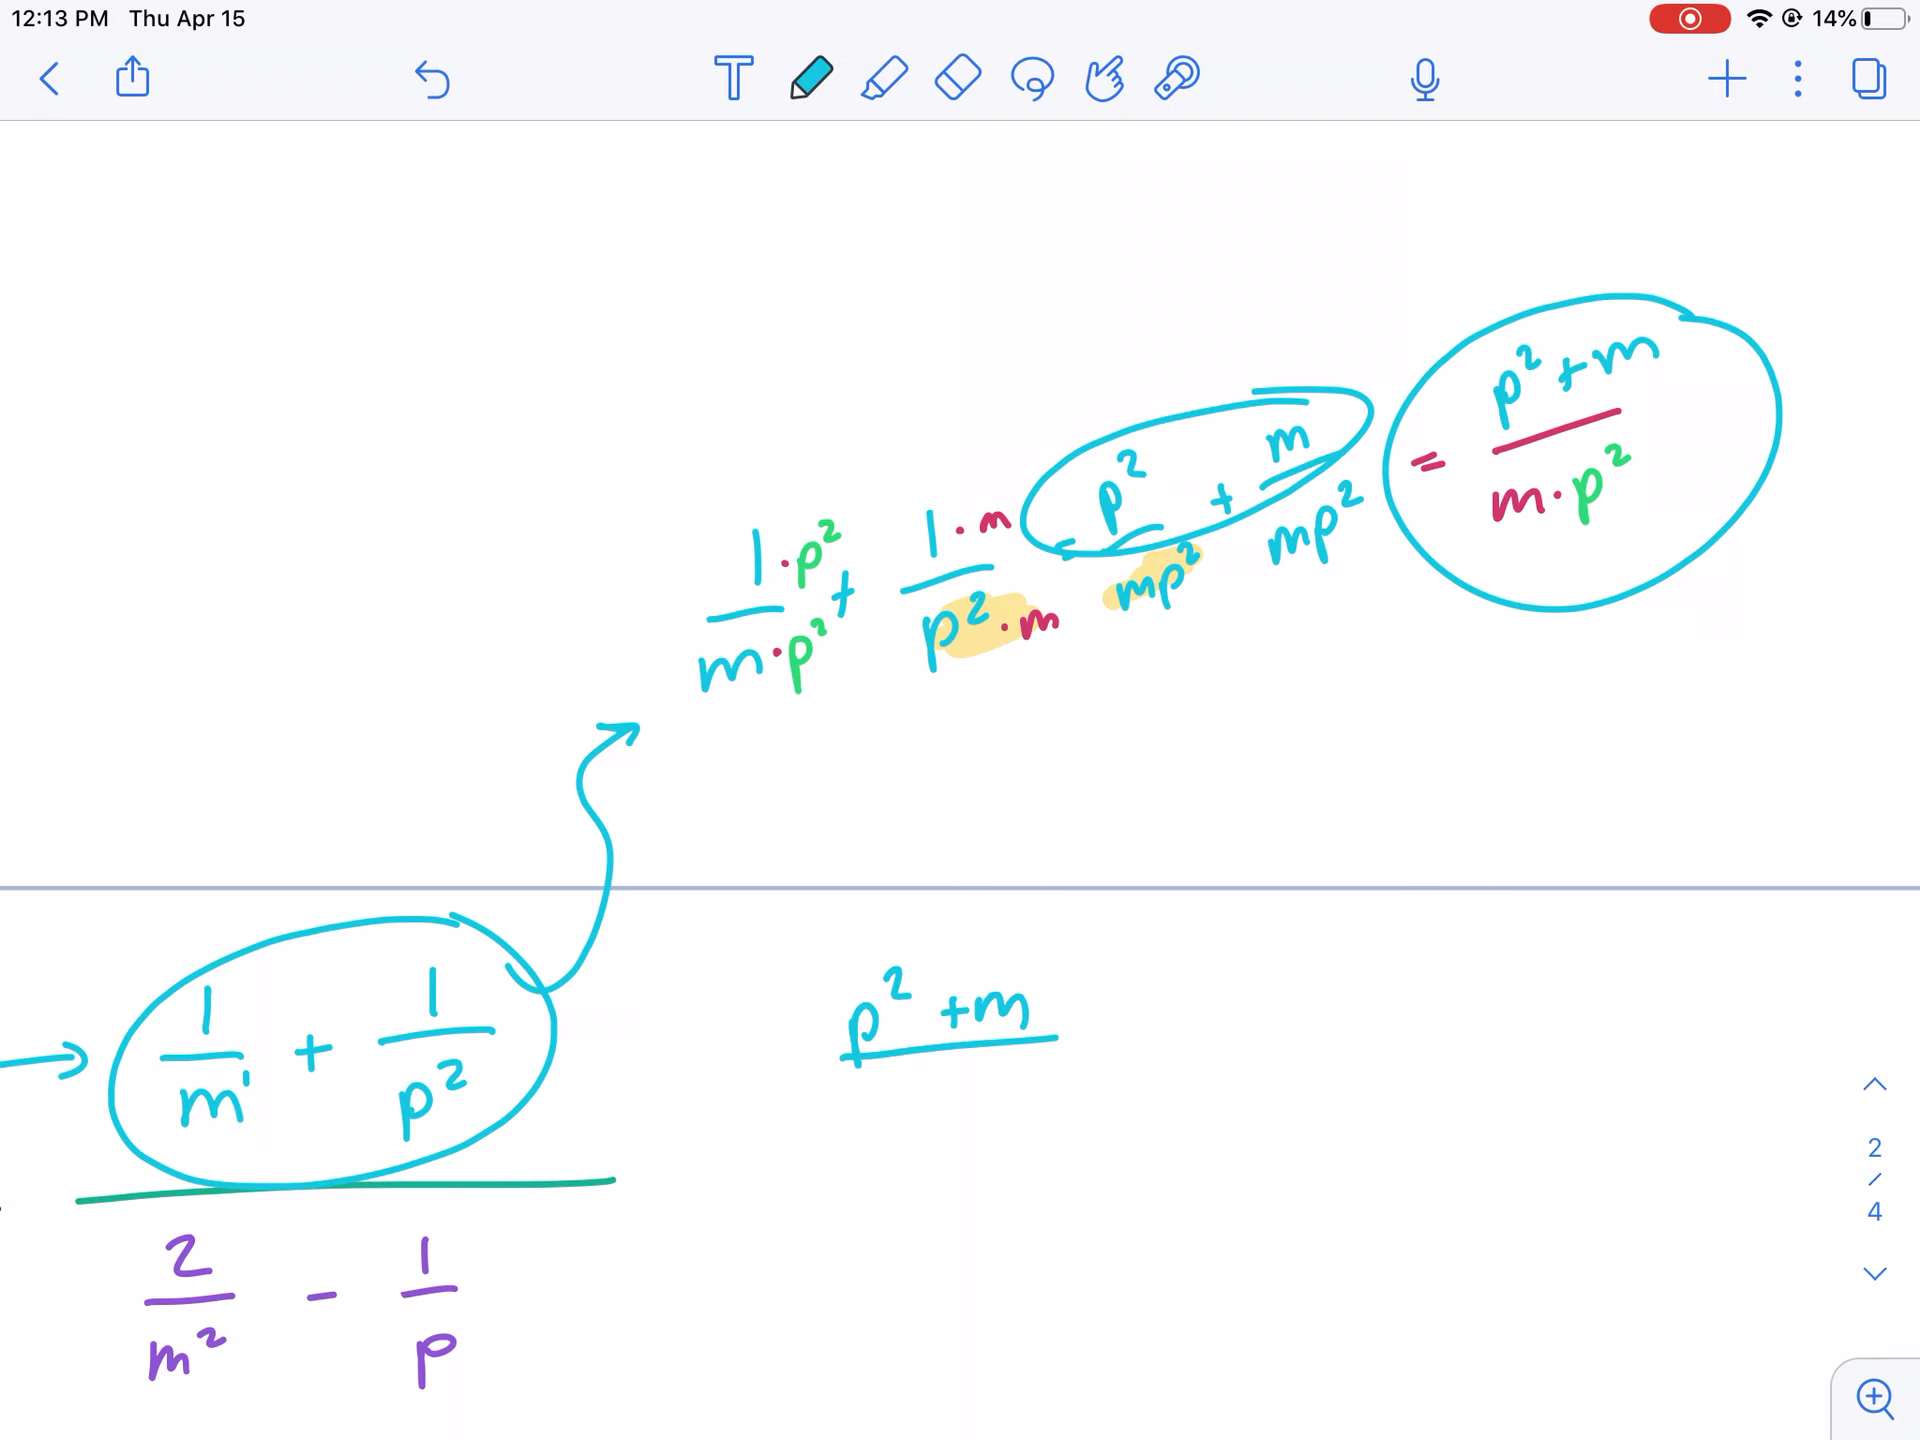 12:13 PM Thu Apr 15 14%
T
1/m · p²/p² + 1/p² · m/m = p²/mp² + m/mp² = (p² + m)/(m · p²)
1/m¹ + 1/p²
p² + m
2/m² - 1/p
2 / 4